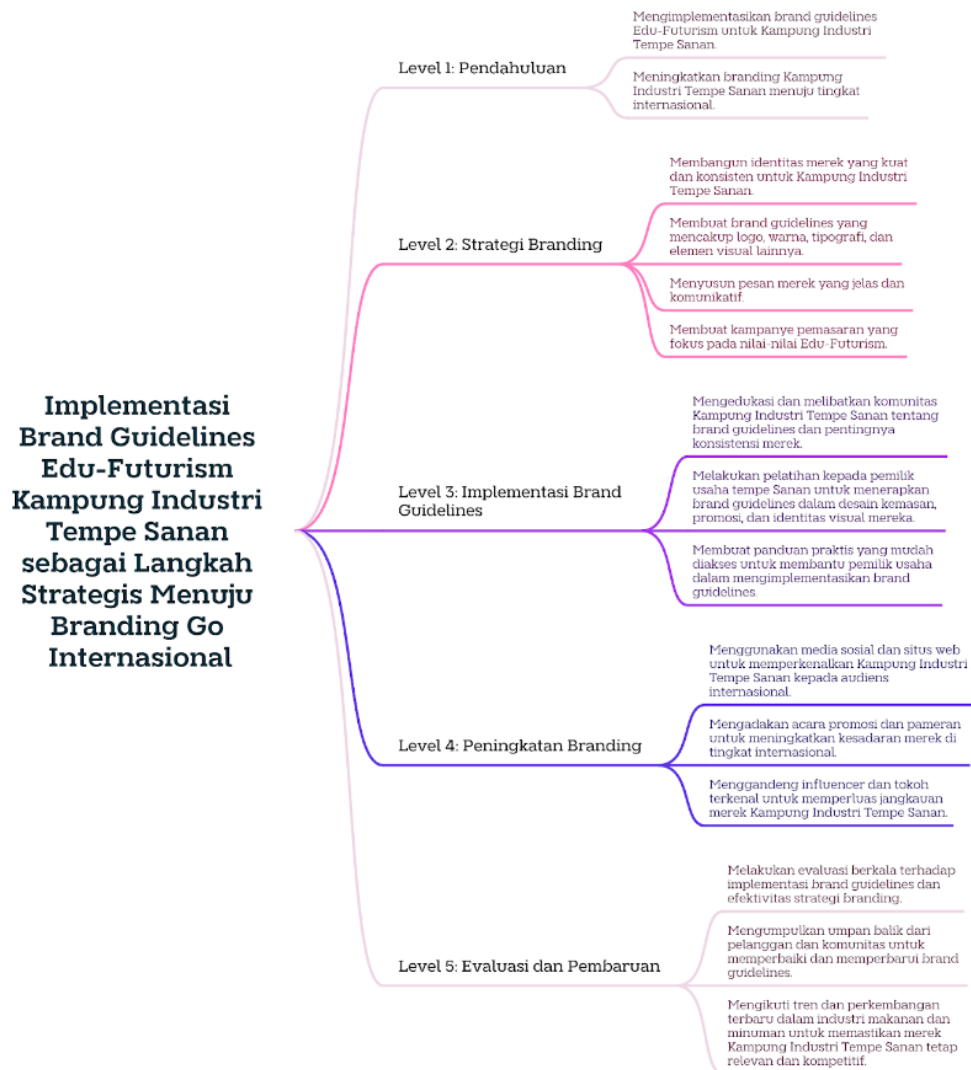 Implementasi
Brand Guidelines
Edu-Futurism
Kampung Industri
Tempe Sanan
sebagai Langkah
Strategis Menuju
Branding Go
Internasional
Level 1: Pendahuluan
Mengimplementasikan brand guidelines
Edu-Futurism untuk Kampung Industri
Tempe Sanan.
Meningkatkan branding Kampung
Industri Tempe Sanan menuju tingkat
internasional.
Level 2: Strategi Branding
Membangun identitas merek yang kuat
dan konsisten untuk Kampung Industri
Tempe Sanan.
Membuat brand guidelines yang
mencakup logo, warna, tipografi, dan
elemen visual lainnya.
Menyusun pesan merek yang jelas dan
komunikatif.
Membuat kampanye pemasaran yang
fokus pada nilai-nilai Edu-Futurism.
Level 3: Implementasi Brand
Guidelines
Mengedukasi dan melibatkan komunitas
Kampung Industri Tempe Sanan tentang
brand guidelines dan pentingnya
konsistensi merek.
Melakukan pelatihan kepada pemilik
usaha tempe Sanan untuk menerapkan
brand guidelines dalam desain kemasan,
promosi, dan identitas visual mereka.
Membuat panduan praktis yang mudah
diakses untuk membantu pemilik usaha
dalam mengimplementasikan brand
guidelines.
Level 4: Peningkatan Branding
Menggunakan media sosial dan situs web
untuk memperkenalkan Kampung Industri
Tempe Sanan kepada audiens
internasional.
Mengadakan acara promosi dan pameran
untuk meningkatkan kesadaran merek di
tingkat internasional.
Menggandeng influencer dan tokoh
terkenal untuk memperluas jangkauan
merek Kampung Industri Tempe Sanan.
Level 5: Evaluasi dan Pembaruan
Melakukan evaluasi berkala terhadap
implementasi brand guidelines dan
efektivitas strategi branding.
Mengumpulkan umpan balik dari
pelanggan dan komunitas untuk
memperbaiki dan memperbarui brand
guidelines.
Mengikuti tren dan perkembangan
terbaru dalam industri makanan dan
minuman untuk memastikan merek
Kampung Industri Tempe Sanan tetap
relevan dan kompetitif.